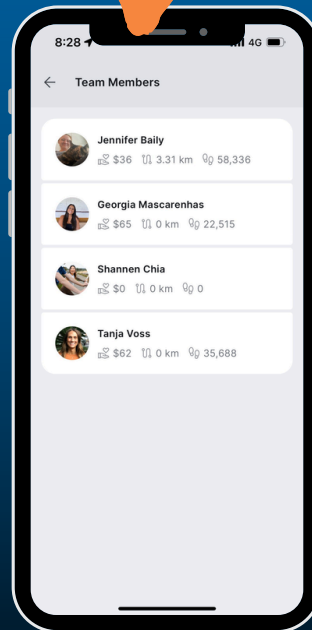 8:28 4G
Team Members
Jennifer Baily
$36 3.31 km 58,336
Georgia Mascarenhas
$65 0 km 22,515
Shannen Chia
$0 0 km 0
Tanja Voss
$62 0 km 35,688